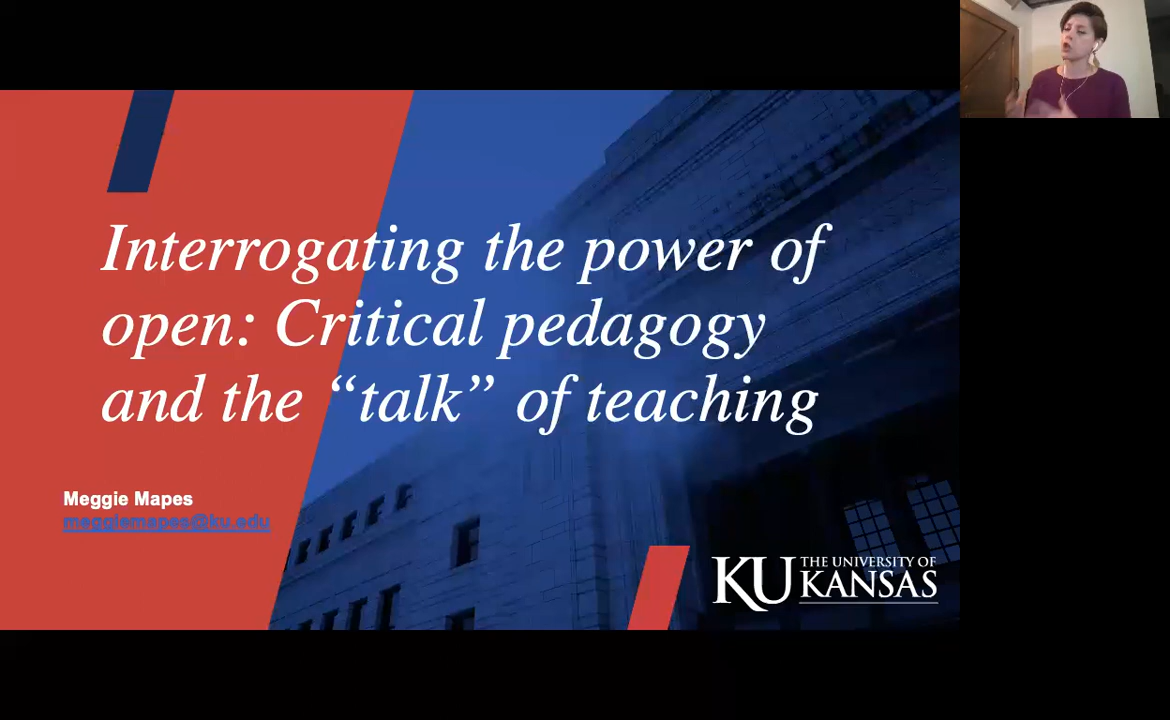 Interrogating the power of
open: Critical pedagogy
and the “talk” of teaching
Meggie Mapes
meggiemapes@ku.edu
KU THE UNIVERSITY OF
KANSAS